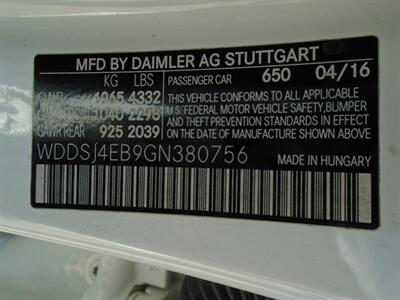 MFD BY DAIMLER AG STUTTGART
KG LBS
PASSENGER CAR 650 04/16
4332
THIS VEHICLE CONFORMS TO ALL APPLICABLE
U.S. FEDERAL MOTOR VEHICLE SAFETY, BUMPER
AND THEFT PREVENTION STANDARDS IN EFFECT
ON THE DATE OF MANUFACTURE SHOWN ABOVE.
GAWR REAR 925 2039
WDDSJ4EB9GN380756
MADE IN HUNGARY